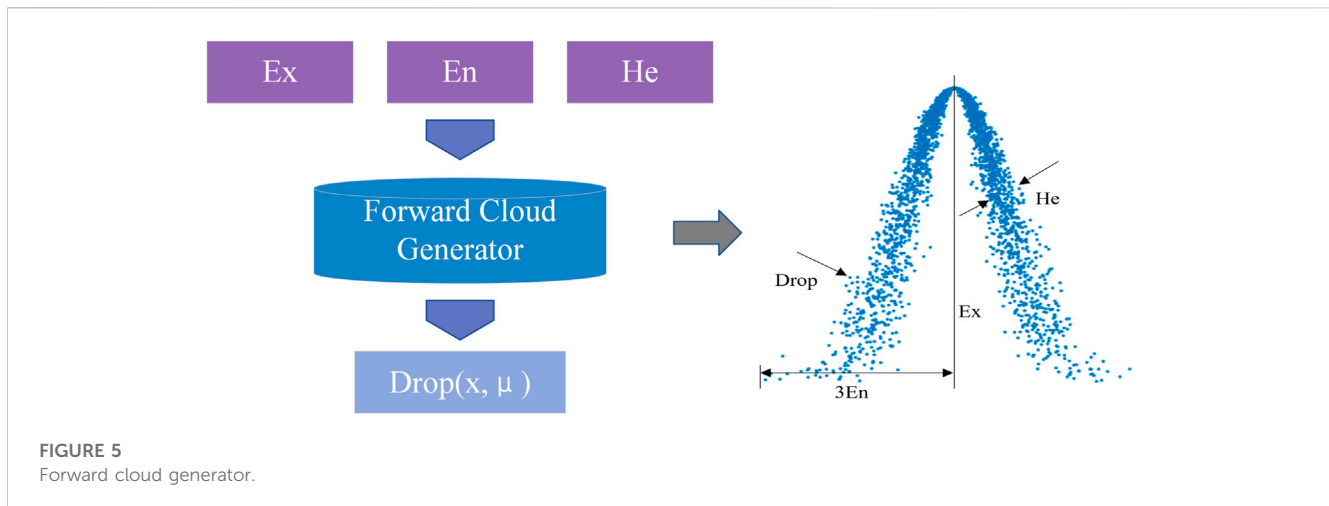 Ex
En
He
Forward Cloud
Generator
Drop(x, μ )
He
Drop
Ex
3En
FIGURE 5
Forward cloud generator.